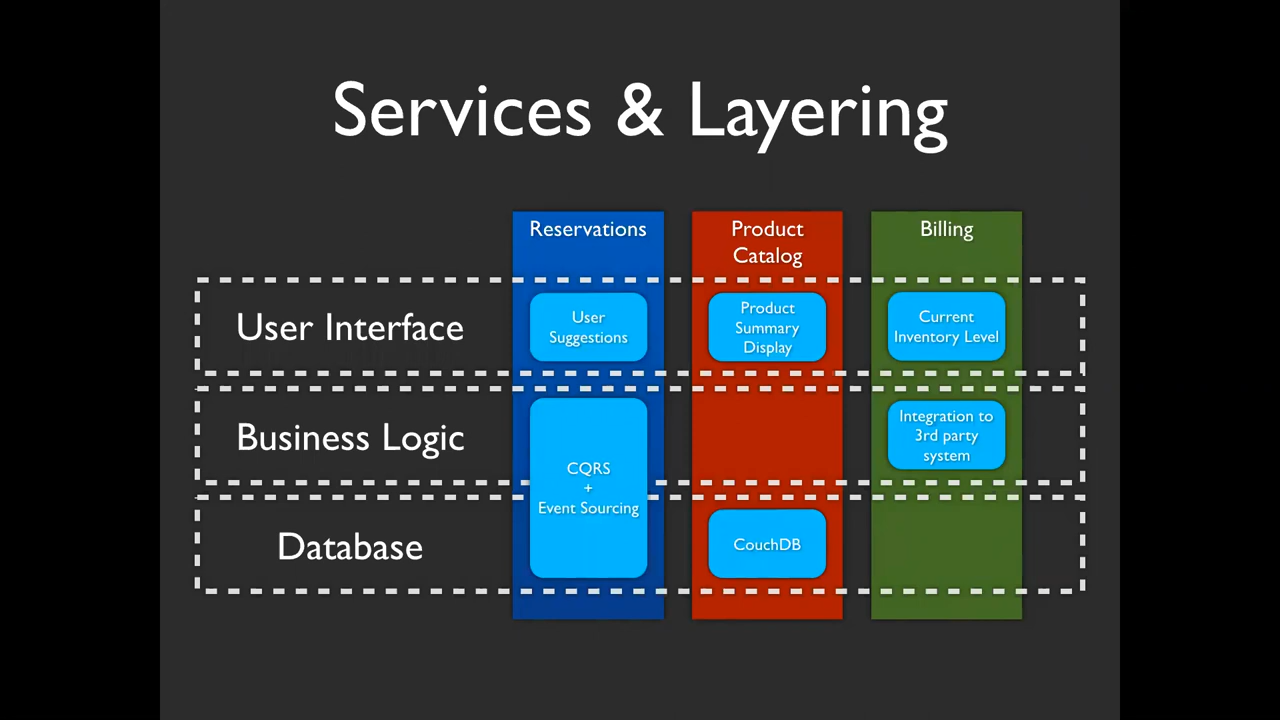 Services & Layering
Reservations
Product
Catalog
Billing
User Interface
User
Suggestions
Product
Summary
Display
Current
Inventory Level
Business Logic
CQRS
+
Event Sourcing
Integration to
3rd party
system
Database
CouchDB